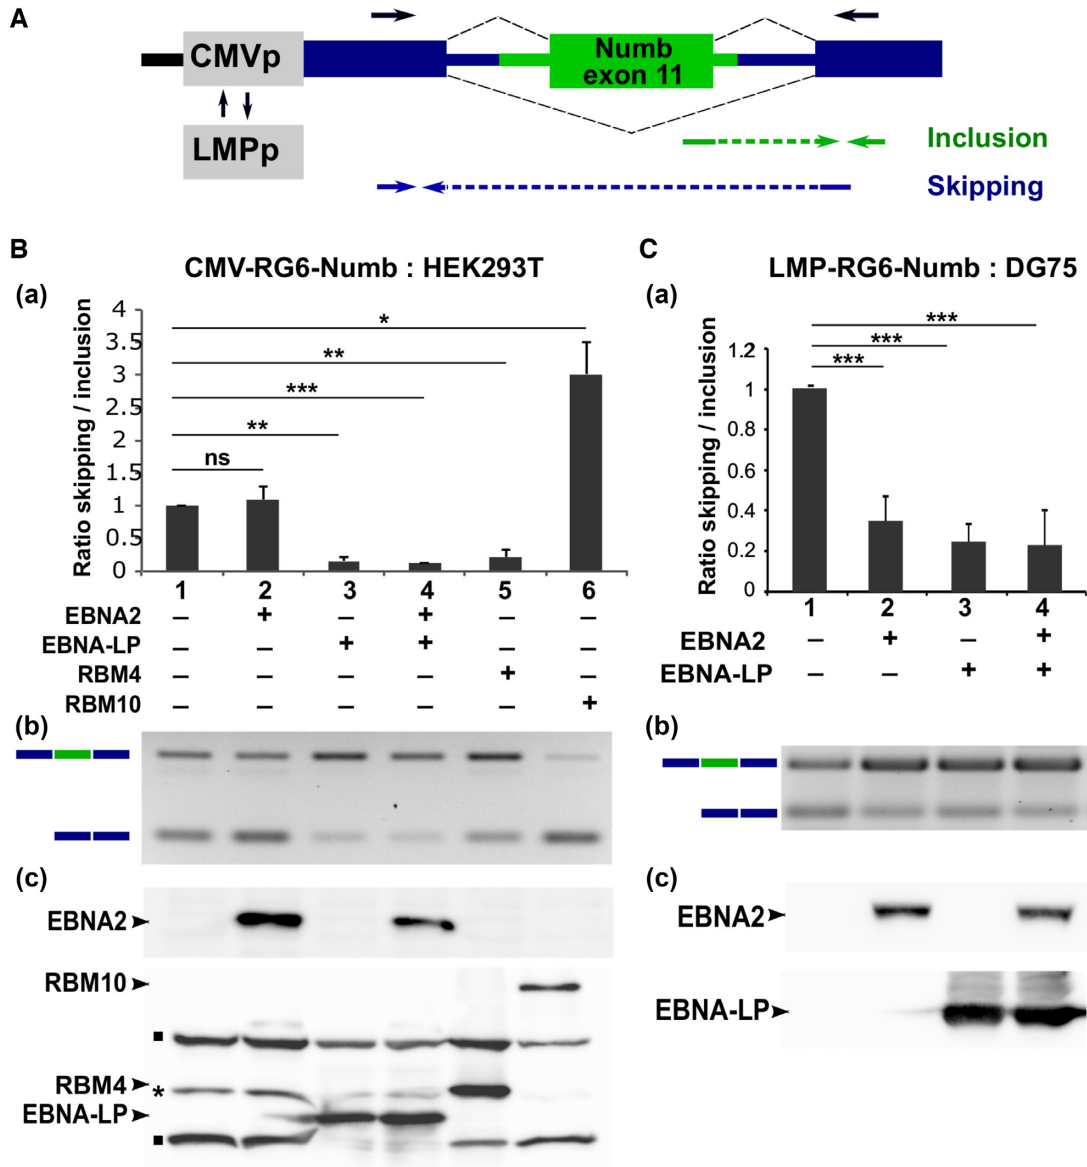 A
CMVp
Numb
exon 11
LMPp
Inclusion
Skipping
B
CMV-RG6-Numb : HEK293T
(a)
Ratio skipping / inclusion
4
3.5
3
2.5
2
1.5
1
0.5
0
*
**
***
**
ns
1 2 3 4 5 6
EBNA2 – + – + – –
EBNA-LP – – + + – –
RBM4 – – – – + –
RBM10 – – – – – +
(b)
(c)
EBNA2
RBM10
RBM4
*
EBNA-LP
C
LMP-RG6-Numb : DG75
(a)
Ratio skipping / inclusion
1.2
1
0.8
0.6
0.4
0.2
0
***
***
***
1 2 3 4
EBNA2 – + – +
EBNA-LP – – + +
(b)
(c)
EBNA2
EBNA-LP